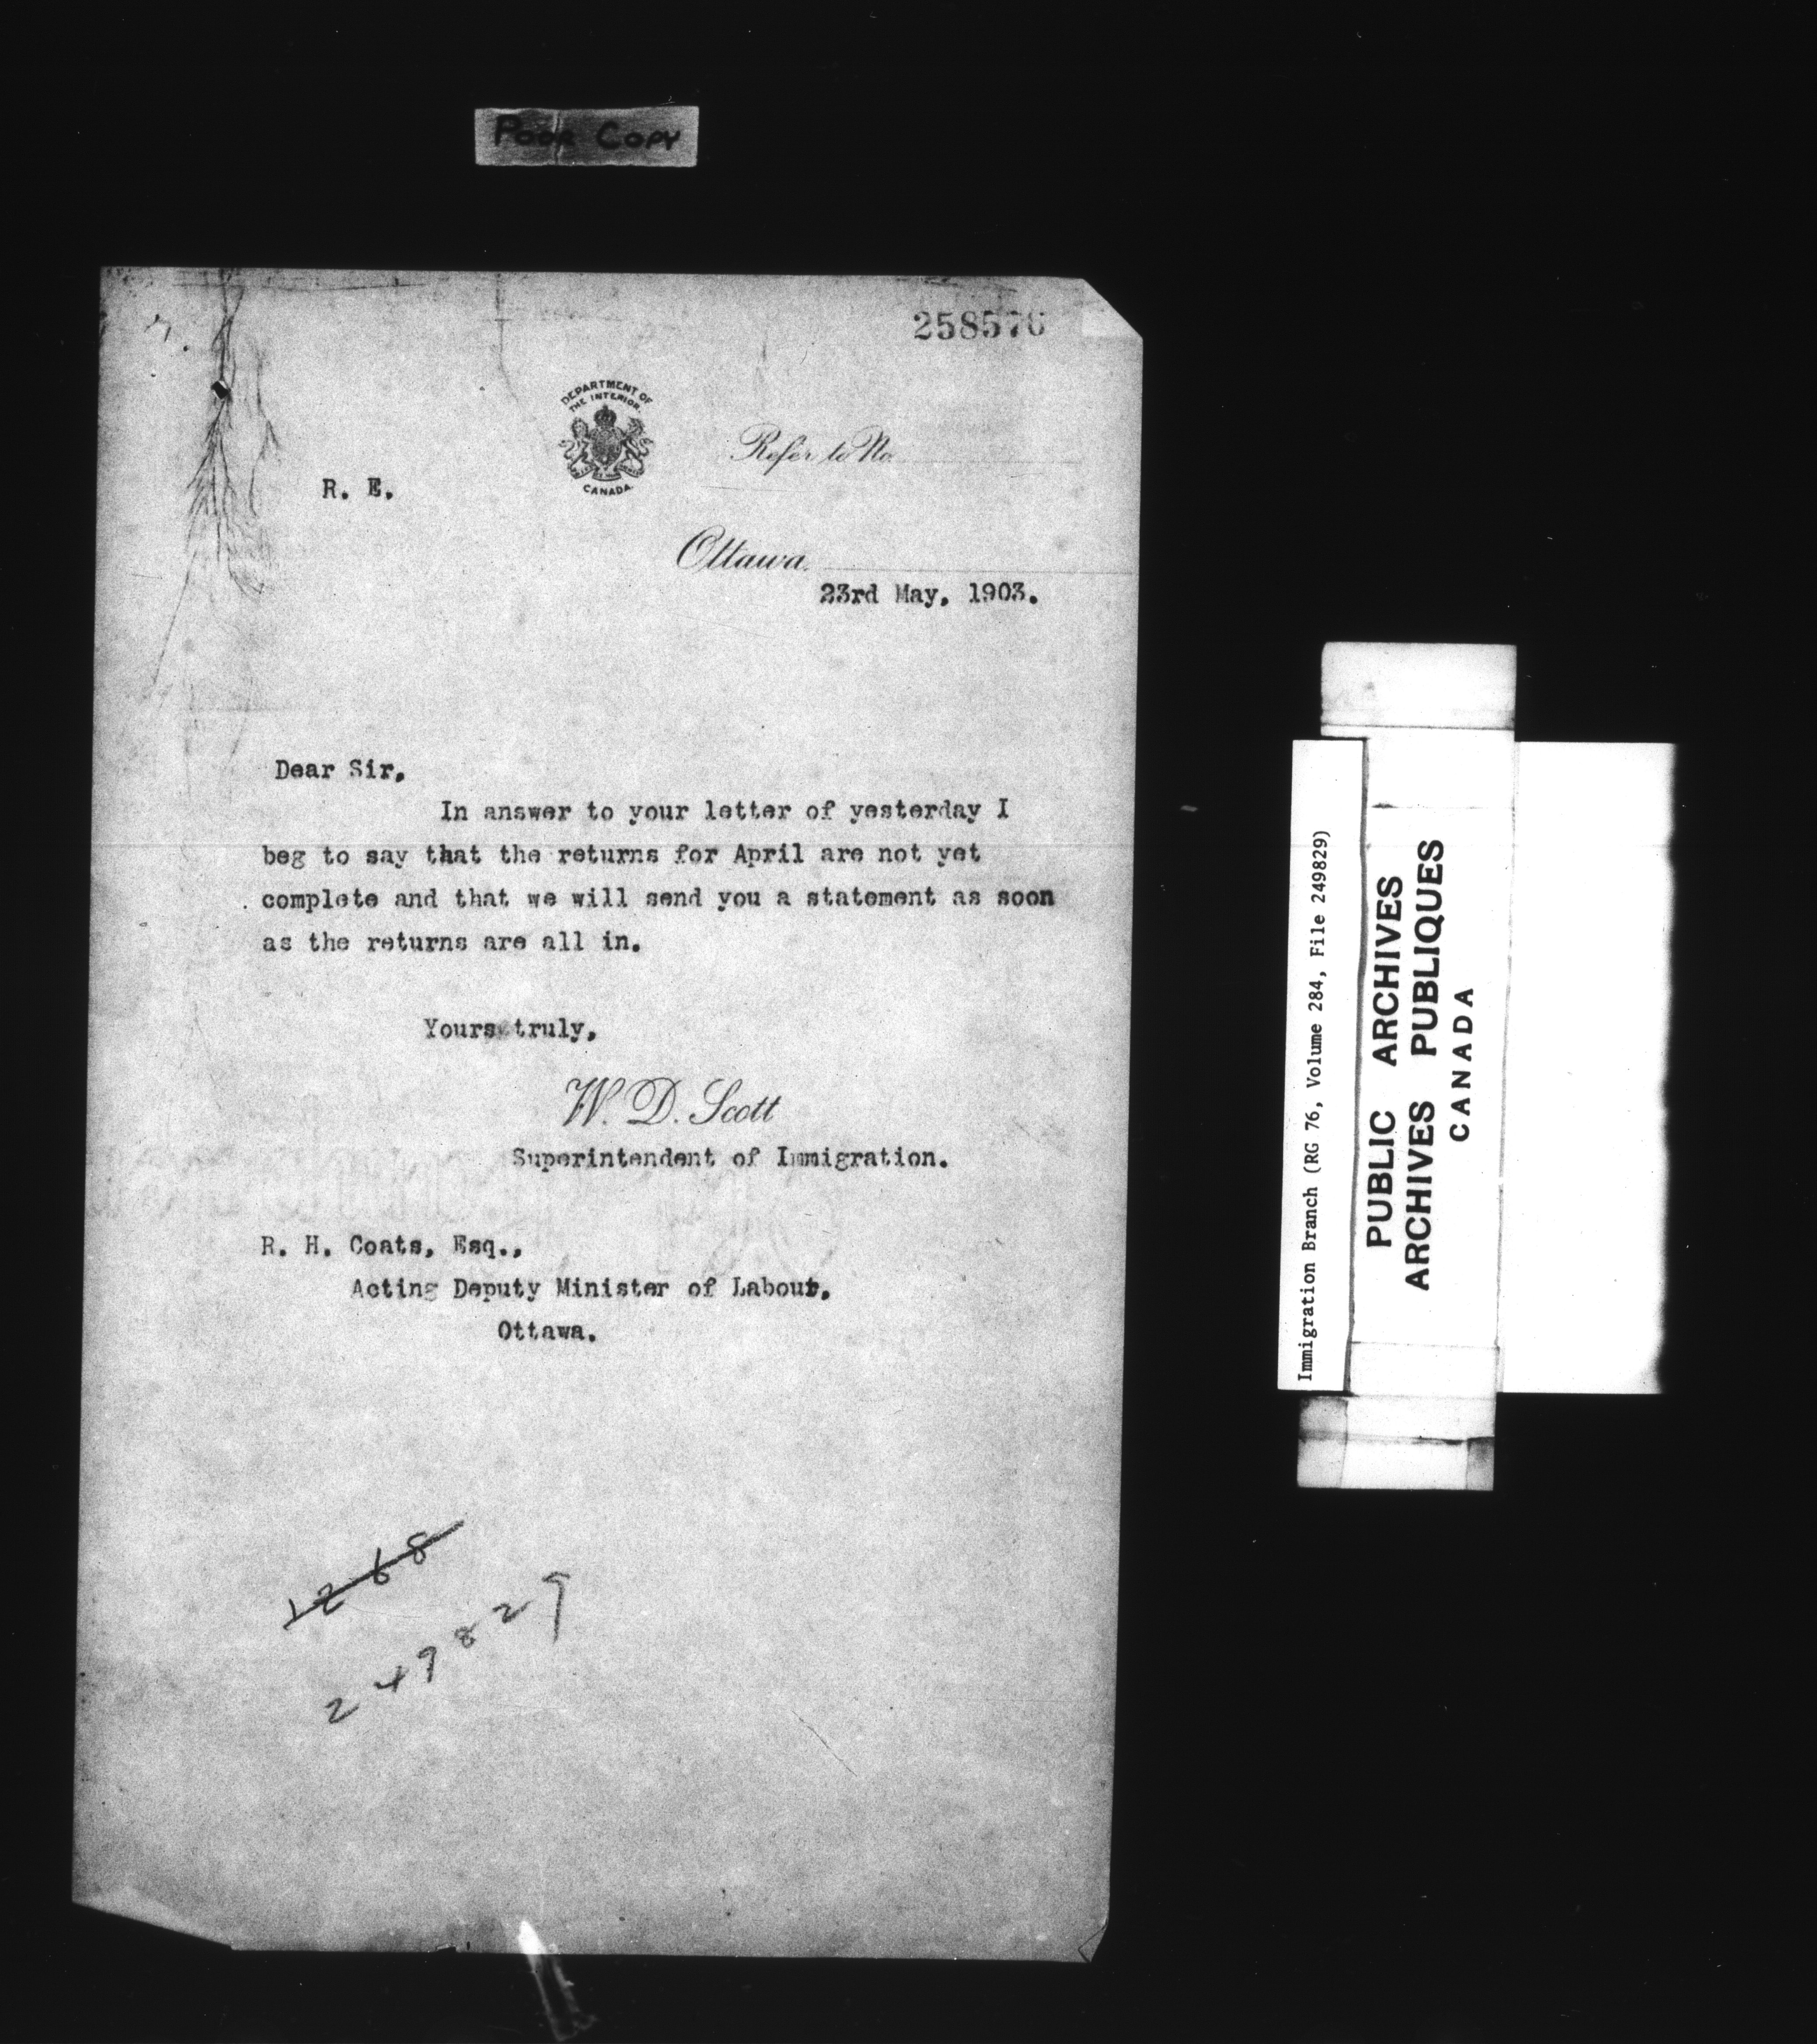 Poor Copy
258576
DEPARTMENT OF
THE INTERIOR.
CANADA.
Refer to No.
R. E.
Ottawa,
23rd May, 1903.
Dear Sir,
In answer to your letter of yesterday I
beg to say that the returns for April are not yet
complete and that we will send you a statement as soon
as the returns are all in.
Yours truly,
W. D. Scott
Superintendent of Immigration.
R. H. Coats, Esq.,
Acting Deputy Minister of Labour,
Ottawa.
1268
249829
Immigration Branch (RG 76, Volume 284, File 249829)
PUBLIC ARCHIVES
ARCHIVES PUBLIQUES
CANADA